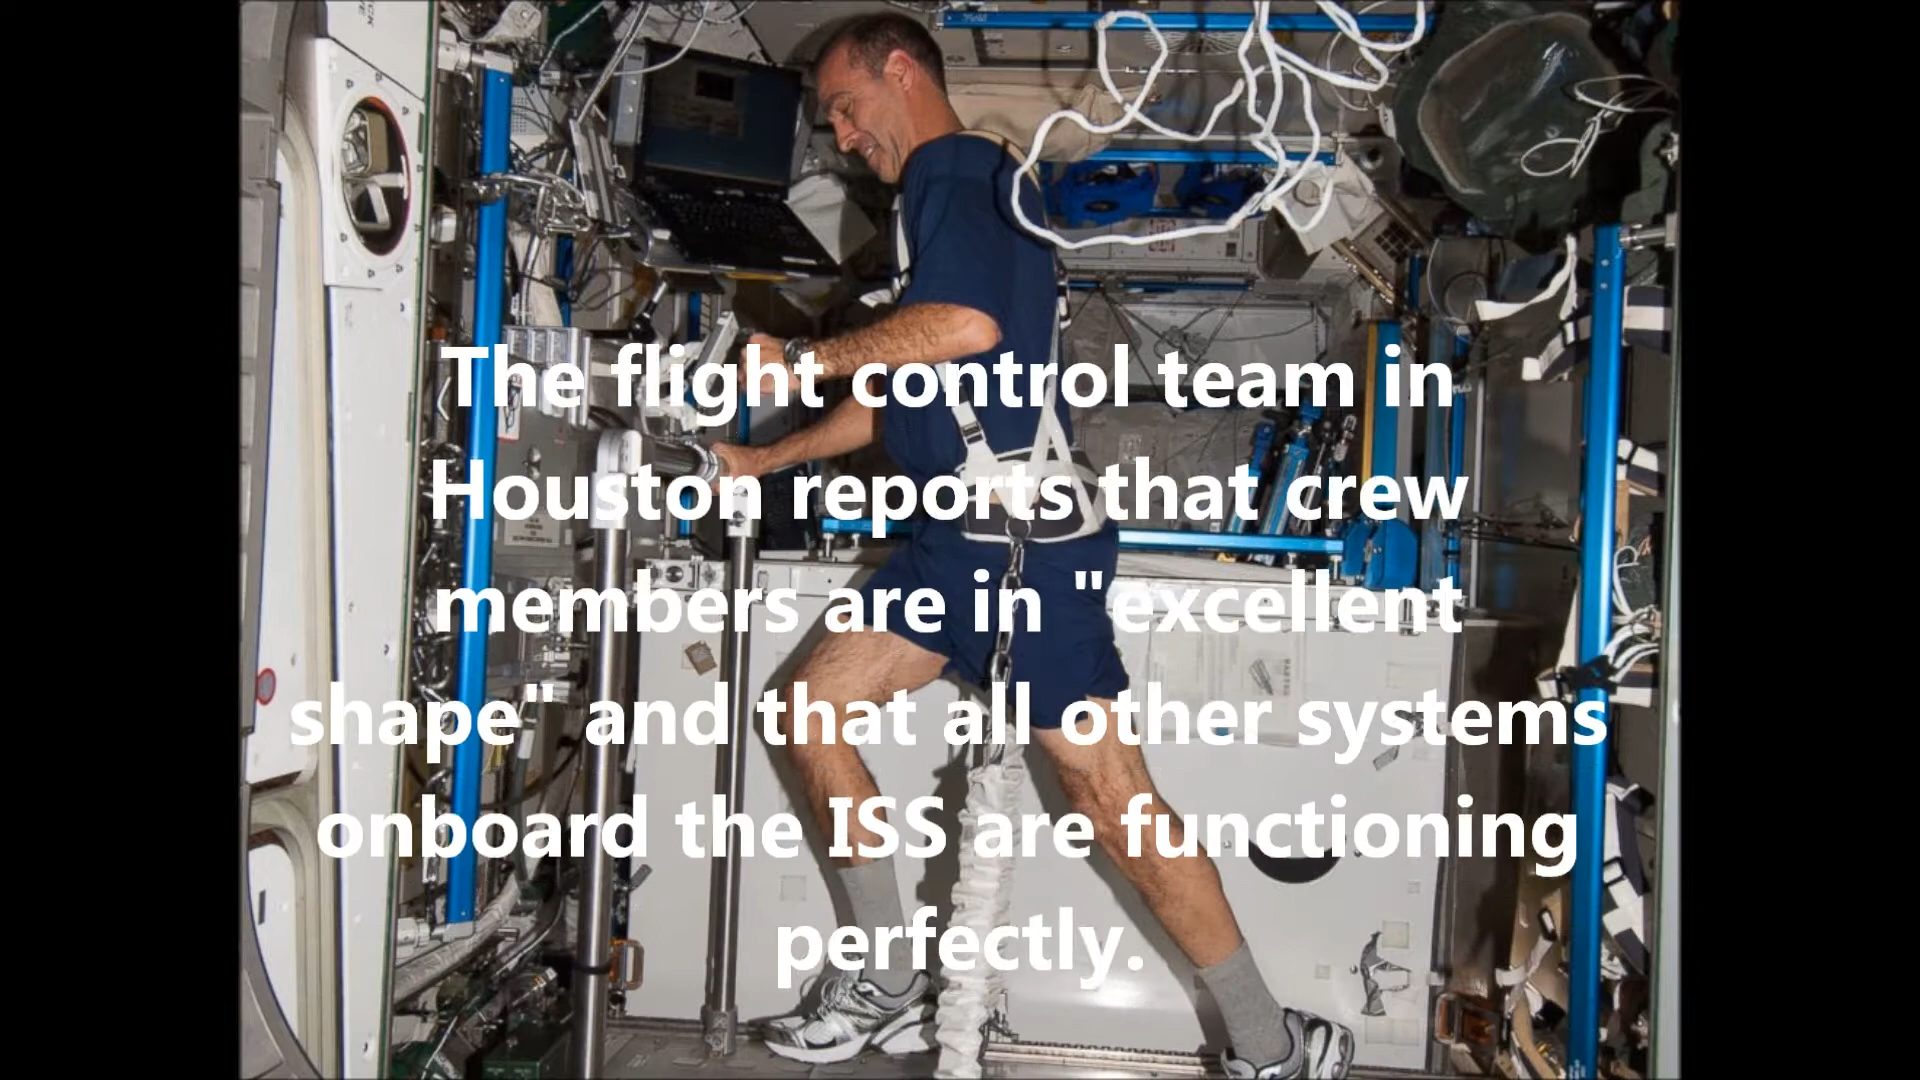 The flight control team in
Houston reports that crew
members are in "excellent
shape" and that all other systems
onboard the ISS are functioning
perfectly.